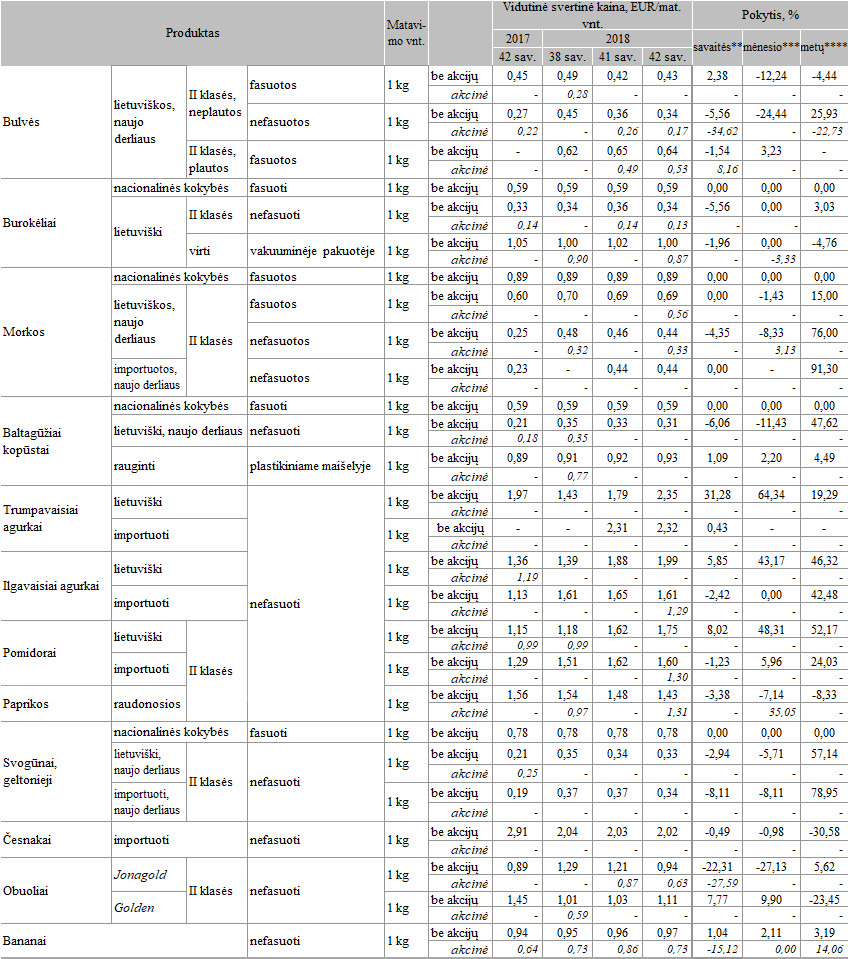 Produktas Matavi-mo vnt. Vidutinė svertinė kaina, EUR/mat. vnt. Pokytis, %
2017 2018 savaitės** mėnesio*** metų****
42 sav. 38 sav. 41 sav. 42 sav.
Bulvės lietuviškos, naujo derliaus II klasės, neplautos fasuotos 1 kg be akcijų 0,45 0,49 0,42 0,43 2,38 -12,24 -4,44
akcinė - 0,28 - - - - -
nefasuotos 1 kg be akcijų 0,27 0,45 0,36 0,34 -5,56 -24,44 25,93
akcinė 0,22 - 0,26 0,17 -34,62 - -22,73
II klasės, plautos fasuotos 1 kg be akcijų - 0,62 0,65 0,64 -1,54 3,23 -
akcinė - - 0,49 0,53 8,16 - -
Burokėliai nacionalinės kokybės fasuoti 1 kg be akcijų 0,59 0,59 0,59 0,59 0,00 0,00 0,00
lietuviški II klasės nefasuoti 1 kg be akcijų 0,33 0,34 0,36 0,34 -5,56 0,00 3,03
akcinė 0,14 - 0,14 0,13 - -
virti vakuuminėje pakuotėje 1 kg be akcijų 1,05 1,00 1,02 1,00 -1,96 0,00 -4,76
akcinė - 0,90 - 0,87 - -3,33 -
Morkos nacionalinės kokybės fasuotos 1 kg be akcijų 0,89 0,89 0,89 0,89 0,00 0,00 0,00
lietuviškos, naujo derliaus II klasės fasuotos 1 kg be akcijų 0,60 0,70 0,69 0,69 0,00 -1,43 15,00
akcinė - - - 0,56 - - -
nefasuotos 1 kg be akcijų 0,25 0,48 0,46 0,44 -4,35 -8,33 76,00
akcinė - 0,32 - 0,33 - 3,13 -
importuotos, naujo derliaus nefasuotos 1 kg be akcijų 0,23 - 0,44 0,44 0,00 - 91,30
akcinė - - - - - - -
Baltagūžiai kopūstai nacionalinės kokybės fasuoti 1 kg be akcijų 0,59 0,59 0,59 0,59 0,00 0,00 0,00
lietuviški, naujo derliaus nefasuoti 1 kg be akcijų 0,21 0,35 0,33 0,31 -6,06 -11,43 47,62
akcinė 0,18 0,35 - - - - -
rauginti plastikiniame maišelyje 1 kg be akcijų 0,89 0,91 0,92 0,93 1,09 2,20 4,49
akcinė - 0,77 - - - - -
Trumpavaisiai agurkai lietuviški nefasuoti 1 kg be akcijų 1,97 1,43 1,79 2,35 31,28 64,34 19,29
akcinė - - - - - - -
importuoti 1 kg be akcijų - - 2,31 2,32 0,43 - -
akcinė - - - - - - -
Ilgavaisiai agurkai lietuviški 1 kg be akcijų 1,36 1,39 1,88 1,99 5,85 43,17 46,32
akcinė 1,19 - - - - - -
importuoti 1 kg be akcijų 1,13 1,61 1,65 1,61 -2,42 0,00 42,48
akcinė - - - 1,29 - - -
Pomidorai lietuviški II klasės 1 kg be akcijų 1,15 1,18 1,62 1,75 8,02 48,31 52,17
akcinė 0,99 0,99 - - - - -
importuoti 1 kg be akcijų 1,29 1,51 1,62 1,60 -1,23 5,96 24,03
akcinė - - - 1,30 - - -
Paprikos raudonosios 1 kg be akcijų 1,56 1,54 1,48 1,43 -3,38 -7,14 -8,33
akcinė - 0,97 - 1,31 - 35,05 -
Svogūnai, geltonieji nacionalinės kokybės fasuoti 1 kg be akcijų 0,78 0,78 0,78 0,78 0,00 0,00 0,00
lietuviški, naujo derliaus II klasės nefasuoti 1 kg be akcijų 0,21 0,35 0,34 0,33 -2,94 -5,71 57,14
akcinė 0,25 - - - - - -
importuoti, naujo derliaus 1 kg be akcijų 0,19 0,37 0,37 0,34 -8,11 -8,11 78,95
akcinė - - - - - - -
Česnakai importuoti nefasuoti 1 kg be akcijų 2,91 2,04 2,03 2,02 -0,49 -0,98 -30,58
akcinė - - - - - - -
Obuoliai Jonagold II klasės nefasuoti 1 kg be akcijų 0,89 1,29 1,21 0,94 -22,31 -27,13 5,62
akcinė - - 0,87 0,63 -27,59 - -
Golden 1 kg be akcijų 1,45 1,01 1,03 1,11 7,77 9,90 -23,45
akcinė - 0,59 - - - - -
Bananai nefasuoti 1 kg be akcijų 0,94 0,95 0,96 0,97 1,04 2,11 3,19
akcinė 0,64 0,73 0,86 0,73 -15,12 0,00 14,06